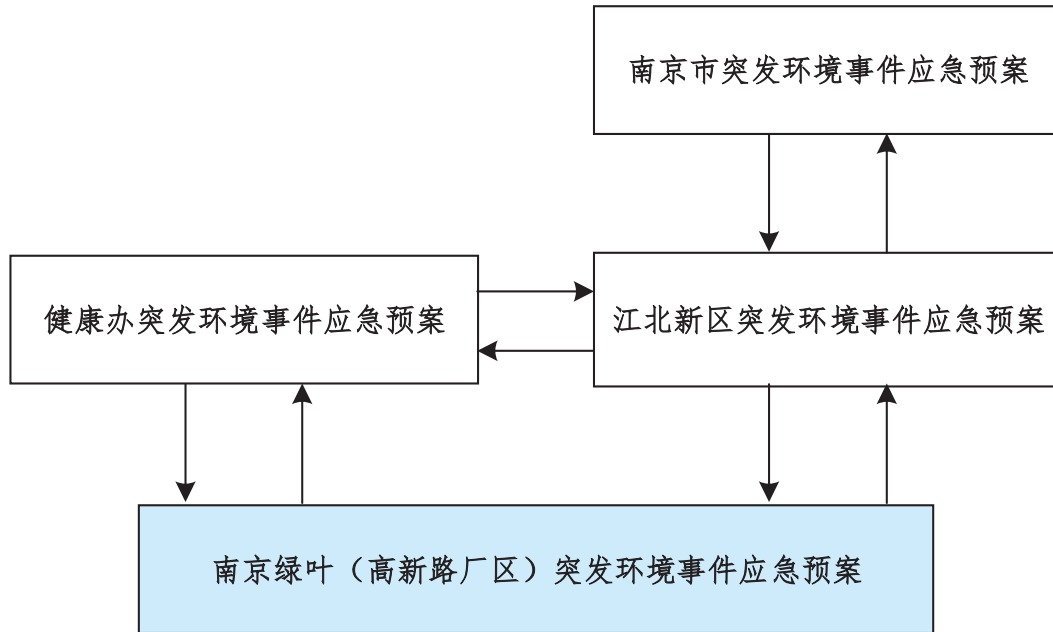 南京市突发环境事件应急预案
健康办突发环境事件应急预案
江北新区突发环境事件应急预案
南京绿叶（高新路厂区）突发环境事件应急预案